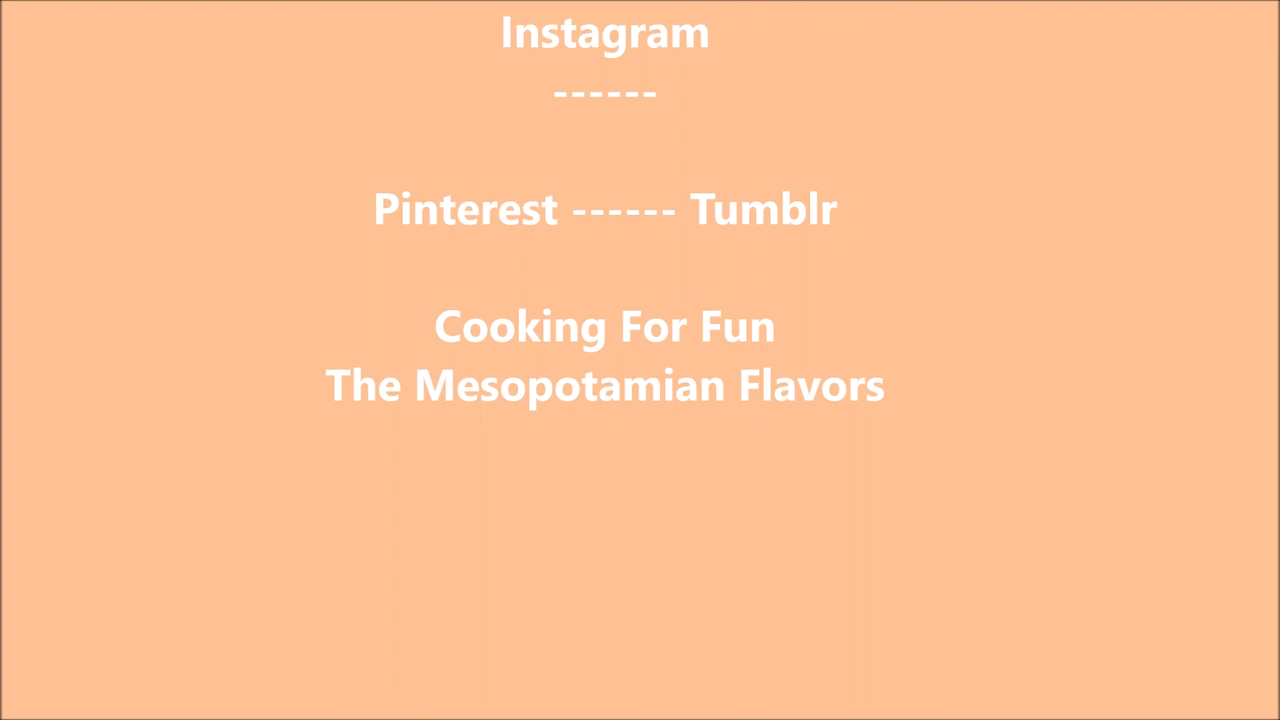 Instagram
------
Pinterest ------ Tumblr
Cooking For Fun
The Mesopotamian Flavors